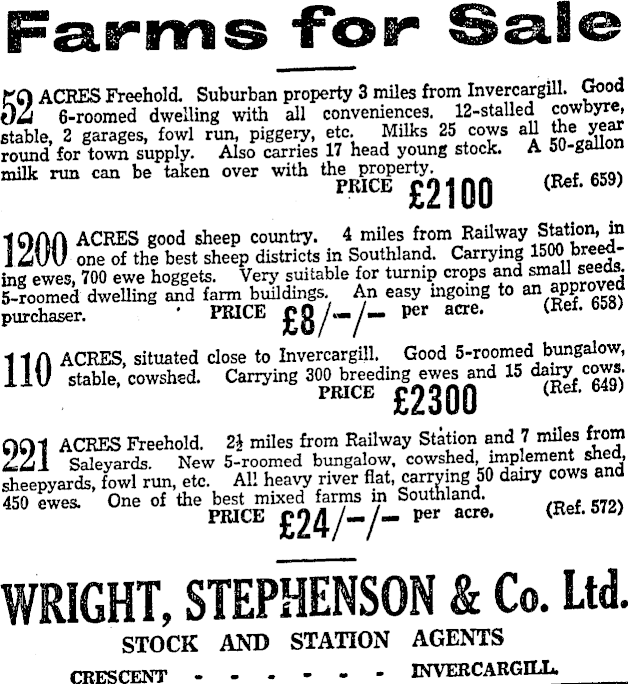 Farms for Sale
52 ACRES Freehold. Suburban property 3 miles from Invercargill. Good
6-roomed dwelling with all conveniences. 12-stalled cowbyre,
stable, 2 garages, fowl run, piggery, etc. Milks 25 cows all the year
round for town supply. Also carries 17 head young stock. A 50-gallon
milk run can be taken over with the property.
PRICE £2100 (Ref. 659)
1200 ACRES good sheep country. 4 miles from Railway Station, in
one of the best sheep districts in Southland. Carrying 1500 breed-
ing ewes, 700 ewe hoggets. Very suitable for turnip crops and small seeds.
5-roomed dwelling and farm buildings. An easy ingoing to an approved
purchaser. PRICE £8/-/- per acre. (Ref. 658)
110 ACRES, situated close to Invercargill. Good 5-roomed bungalow,
stable, cowshed. Carrying 300 breeding ewes and 15 dairy cows.
PRICE £2300 (Ref. 649)
221 ACRES Freehold. 2½ miles from Railway Station and 7 miles from
Saleyards. New 5-roomed bungalow, cowshed, implement shed,
sheepyards, fowl run, etc. All heavy river flat, carrying 50 dairy cows and
450 ewes. One of the best mixed farms in Southland.
PRICE £24/-/- per acre. (Ref. 572)
WRIGHT, STEPHENSON & Co. Ltd.
STOCK AND STATION AGENTS
CRESCENT - - - - - - INVERCARGILL.